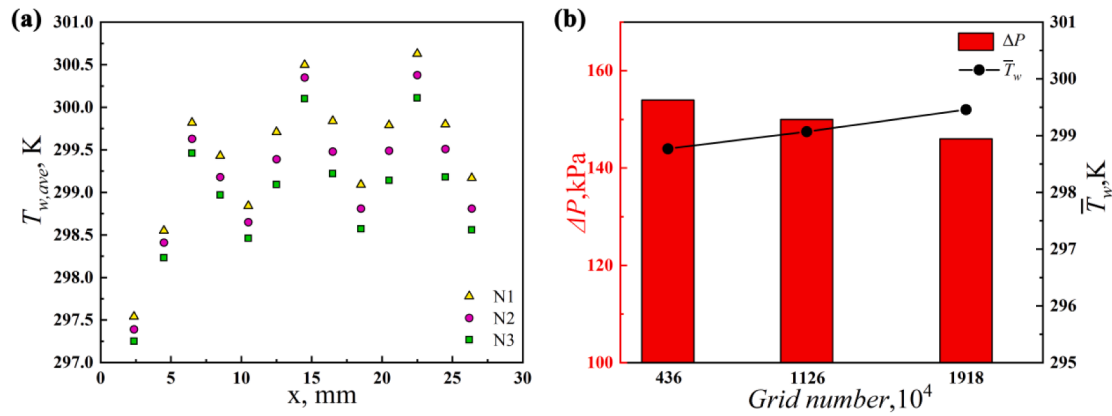 (a)
301.0
300.5
300.0
299.5
299.0
298.5
298.0
297.5
297.0
T_{w,ave}, K
0 5 10 15 20 25 30
x, mm
N1
N2
N3
(b)
160
140
120
100
ΔP,kPa
436 1126 1918
Grid number,10^4
ΔP
T̅_w
301
300
299
298
297
296
295
T̅_w,K